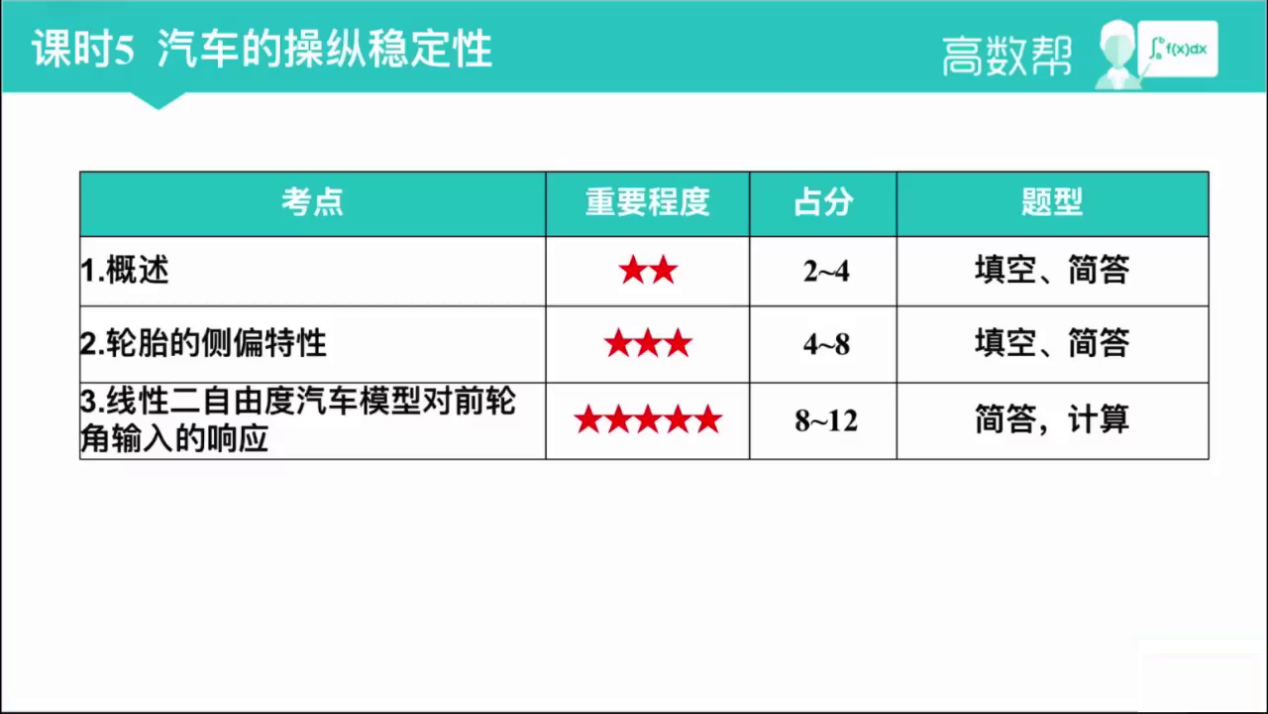 课时5 汽车的操纵稳定性
高数帮
∫ₐᵇf(x)dx
考点 重要程度 占分 题型
1.概述 ★★ 2~4 填空、简答
2.轮胎的侧偏特性 ★★★ 4~8 填空、简答
3.线性二自由度汽车模型对前轮
角输入的响应 ★★★★★ 8~12 简答，计算